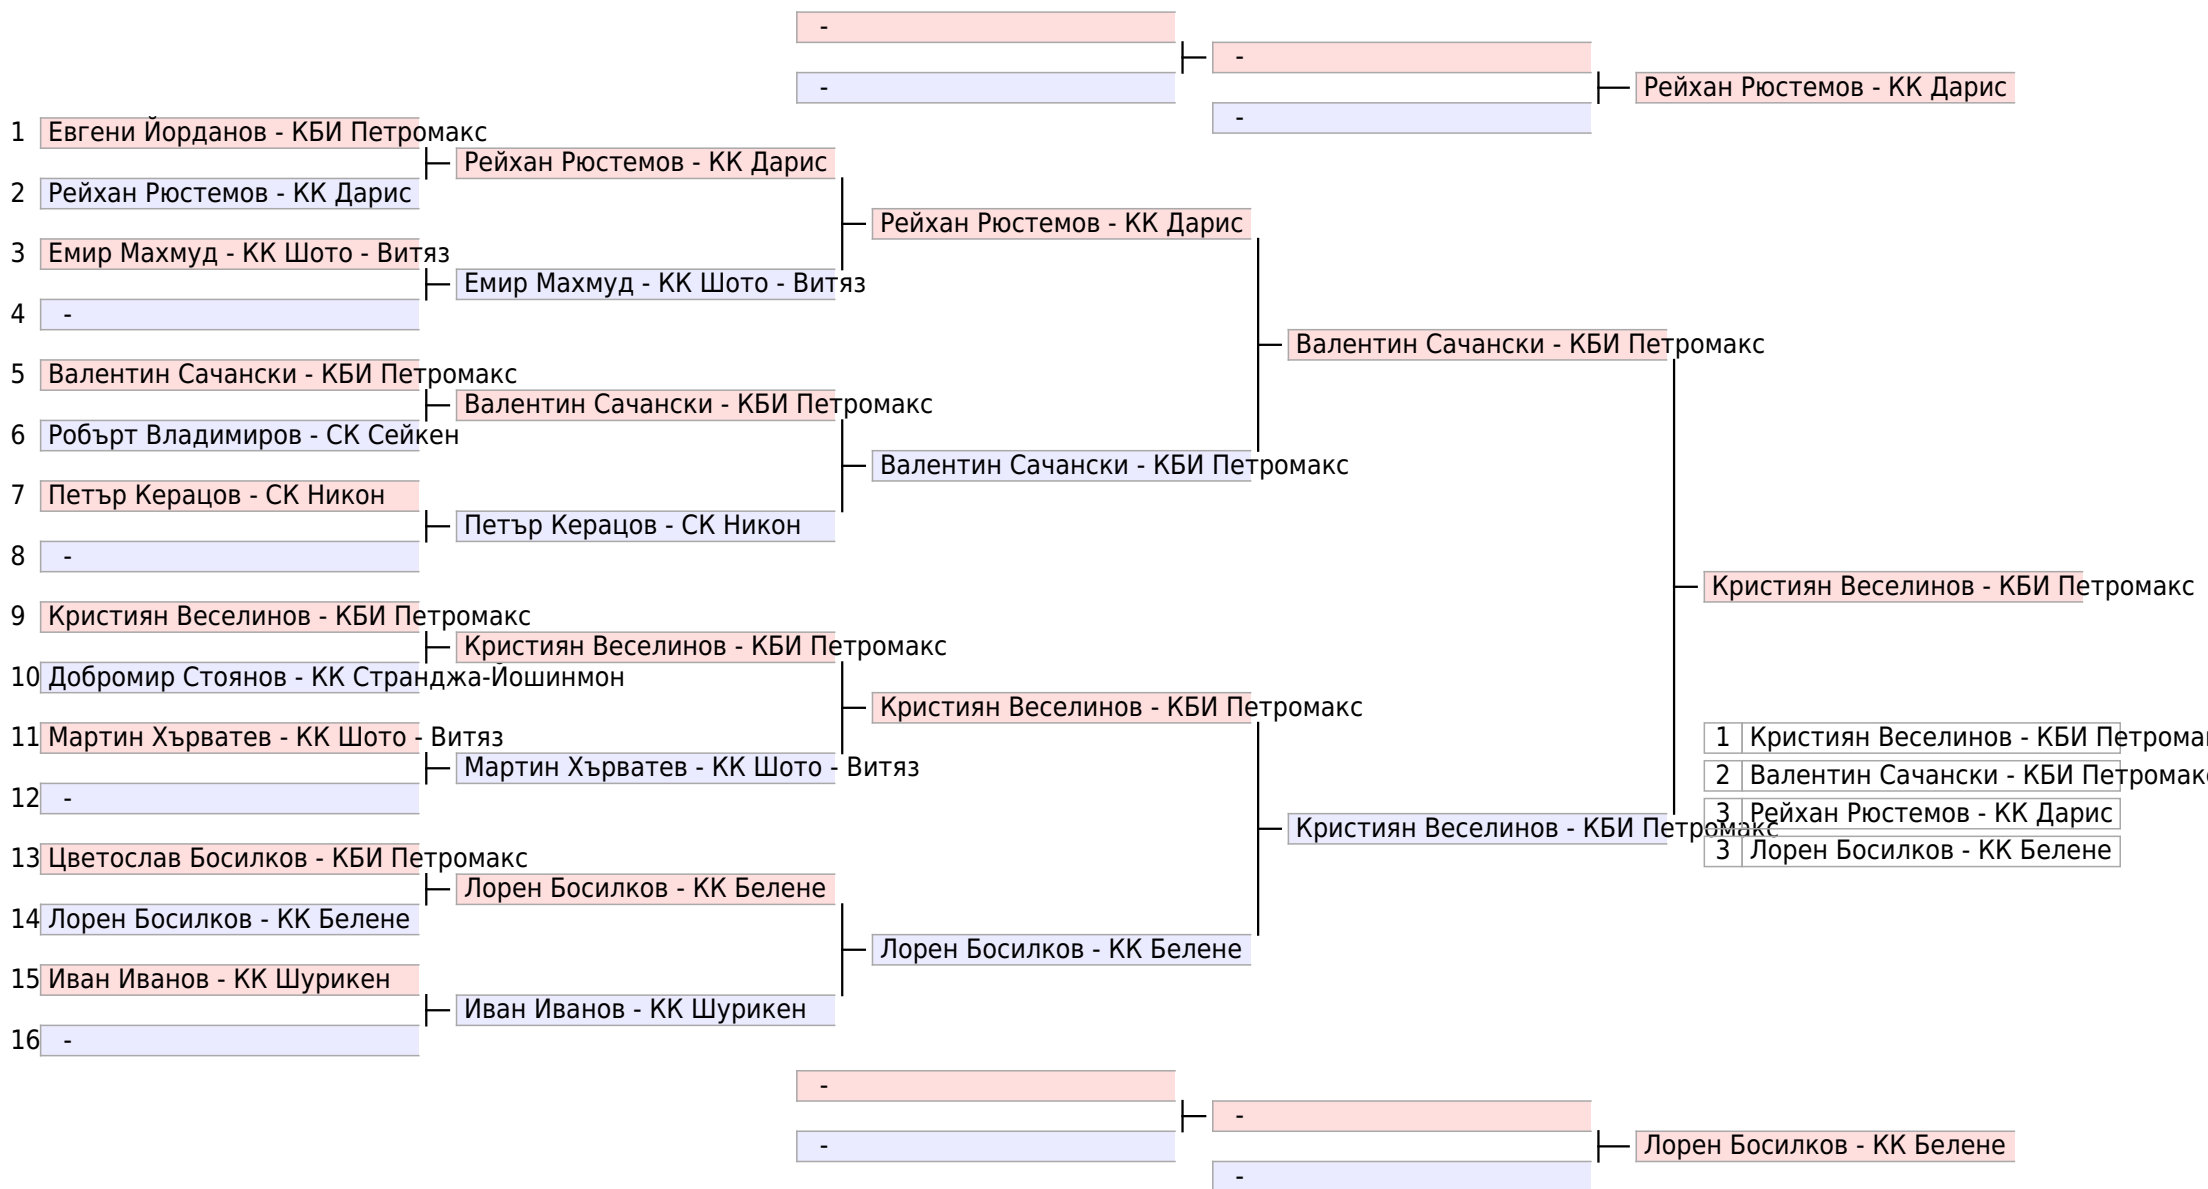 -
-
-
-
Рейхан Рюстемов - КК Дарис
1 Евгени Йорданов - КБИ Петромакс
Рейхан Рюстемов - КК Дарис
2 Рейхан Рюстемов - КК Дарис
Рейхан Рюстемов - КК Дарис
3 Емир Махмуд - КК Шото - Витяз
Емир Махмуд - КК Шото - Витяз
4 -
Валентин Сачански - КБИ Петромакс
5 Валентин Сачански - КБИ Петромакс
Валентин Сачански - КБИ Петромакс
6 Робърт Владимиров - СК Сейкен
Валентин Сачански - КБИ Петромакс
7 Петър Керацов - СК Никон
Петър Керацов - СК Никон
8 -
Кристиян Веселинов - КБИ Петромакс
9 Кристиян Веселинов - КБИ Петромакс
Кристиян Веселинов - КБИ Петромакс
10 Добромир Стоянов - КК Странджа-Йошинмон
Кристиян Веселинов - КБИ Петромакс
11 Мартин Хърватев - КК Шото - Витяз
Мартин Хърватев - КК Шото - Витяз
12 -
Кристиян Веселинов - КБИ Петромакс
13 Цветослав Босилков - КБИ Петромакс
Лорен Босилков - КК Белене
14 Лорен Босилков - КК Белене
Лорен Босилков - КК Белене
15 Иван Иванов - КК Шурикен
Иван Иванов - КК Шурикен
16 -
1 Кристиян Веселинов - КБИ
2 Валентин Сачански - КБИ
3 Рейхан Рюстемов - КК Дарис
3 Лорен Босилков - КК Белене
-
-
-
-
Лорен Босилков - КК Белене